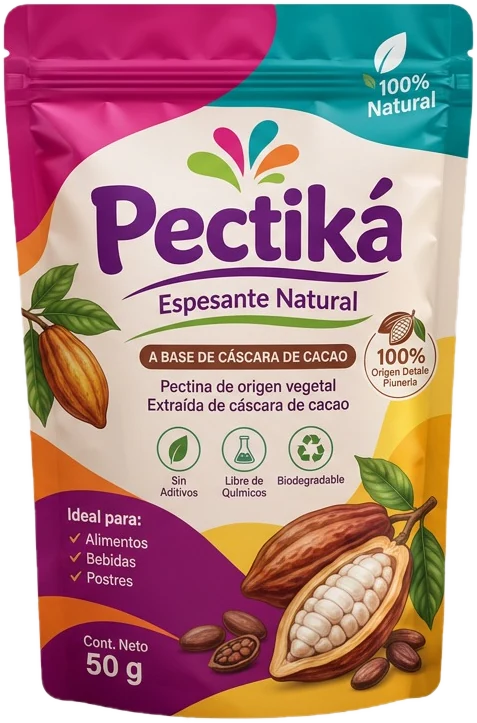 100%
Natural
Pectiká
Espesante Natural
A BASE DE CÁSCARA DE CACAO
Pectina de origen vegetal
Extraída de cáscara de cacao
100%
Origen Detale
Piunerla
Sin
Aditivos
Libre de
Qulmicos
Biodegradable
Ideal para:
✓ Alimentos
✓ Bebidas
✓ Postres
Cont. Neto
50 g